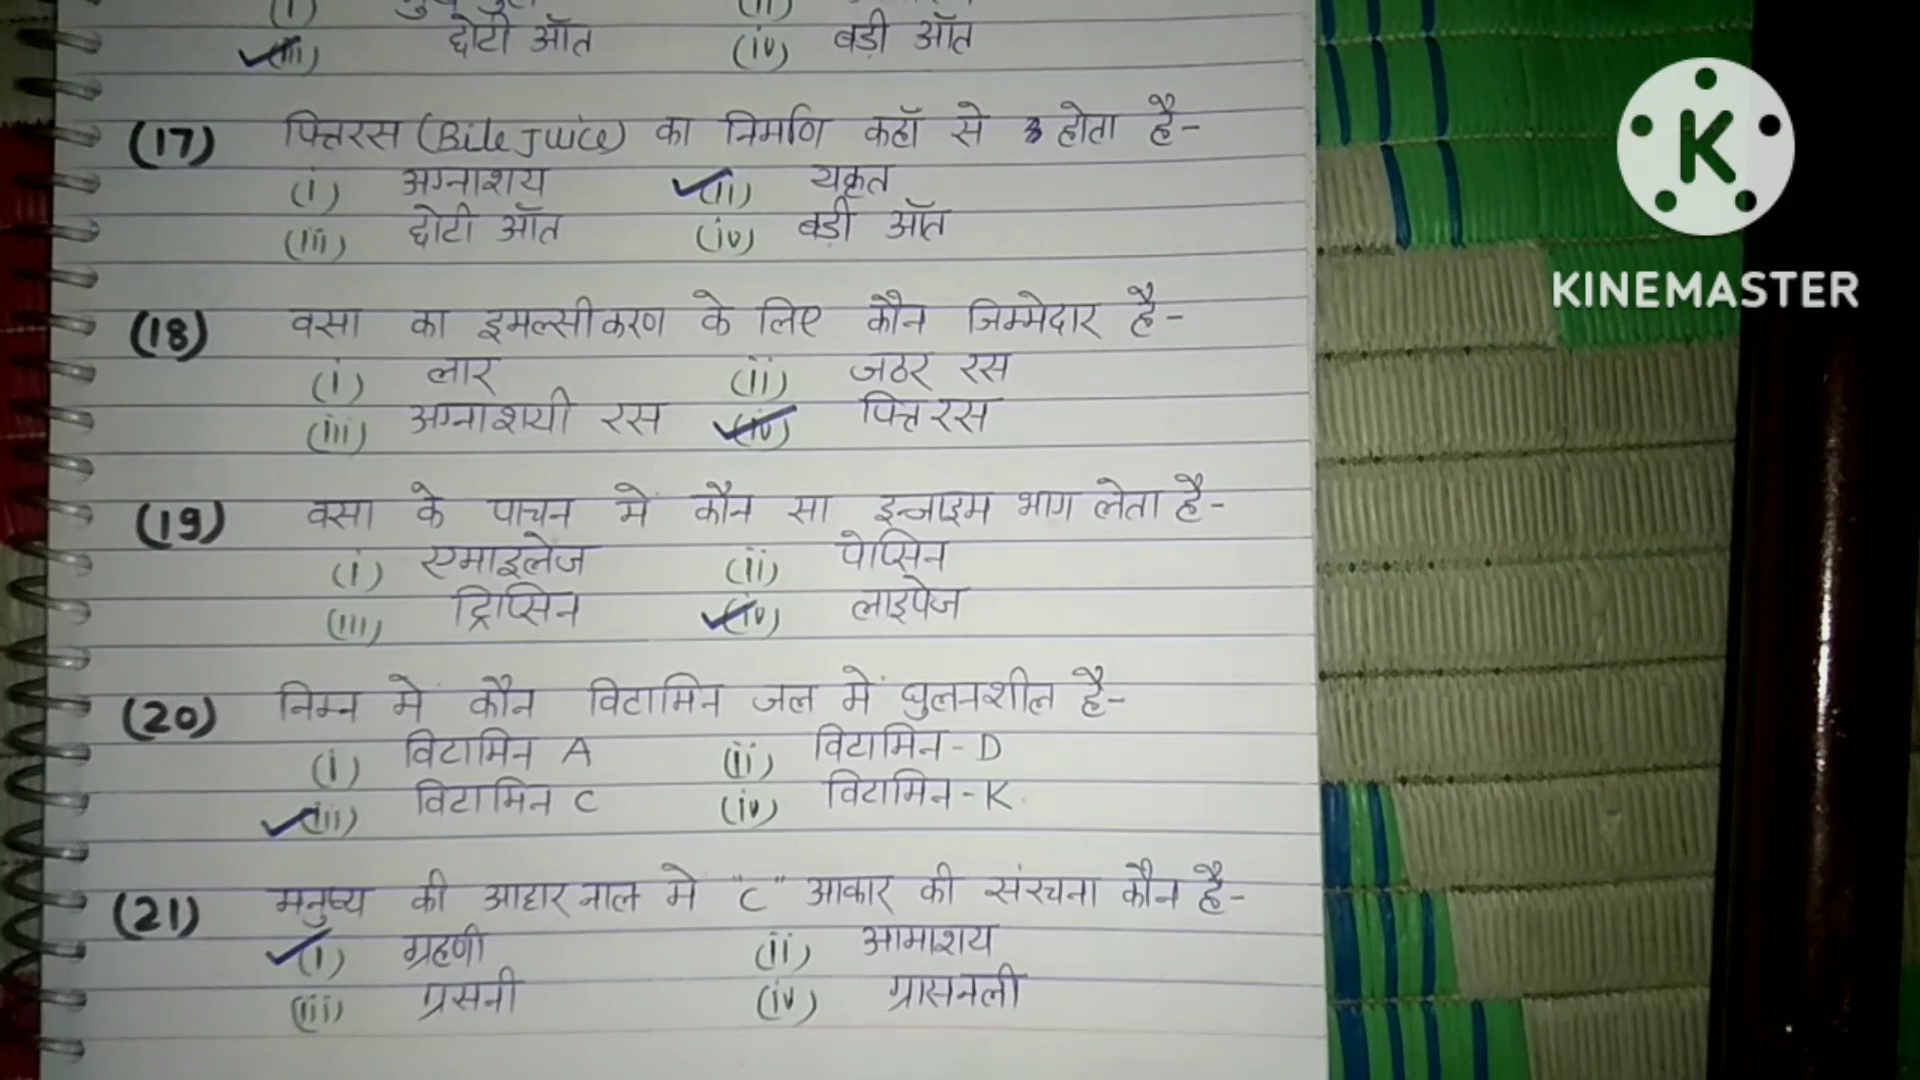 (iii) छोटी ऑत (iv) बड़ी ऑत
(17) पित्तरस (Bile Juice) का निर्माण कहाँ से होता है-
(i) अग्नाशय (ii) यकृत
(iii) छोटी ऑत (iv) बड़ी ऑत
(18) वसा का इमल्सीकरण के लिए कौन जिम्मेदार है-
(i) लार (ii) जठर रस
(iii) अग्नाशयी रस (iv) पित्तरस
(19) वसा के पाचन में कौन सा इन्जाइम भाग लेता है-
(i) एमाइलेज (ii) पेप्सिन
(iii) ट्रिप्सिन (iv) लाइपेज
(20) निम्न में कौन विटामिन जल में घुलनशील है-
(i) विटामिन A (ii) विटामिन-D
(iii) विटामिन C (iv) विटामिन-K.
(21) मनुष्य की आहारनाल मे "C" आकार की संरचना कौन है-
(i) ग्रहणी (ii) आमाशय
(iii) ग्रसनी (iv) ग्रासनली
K
KINEMASTER